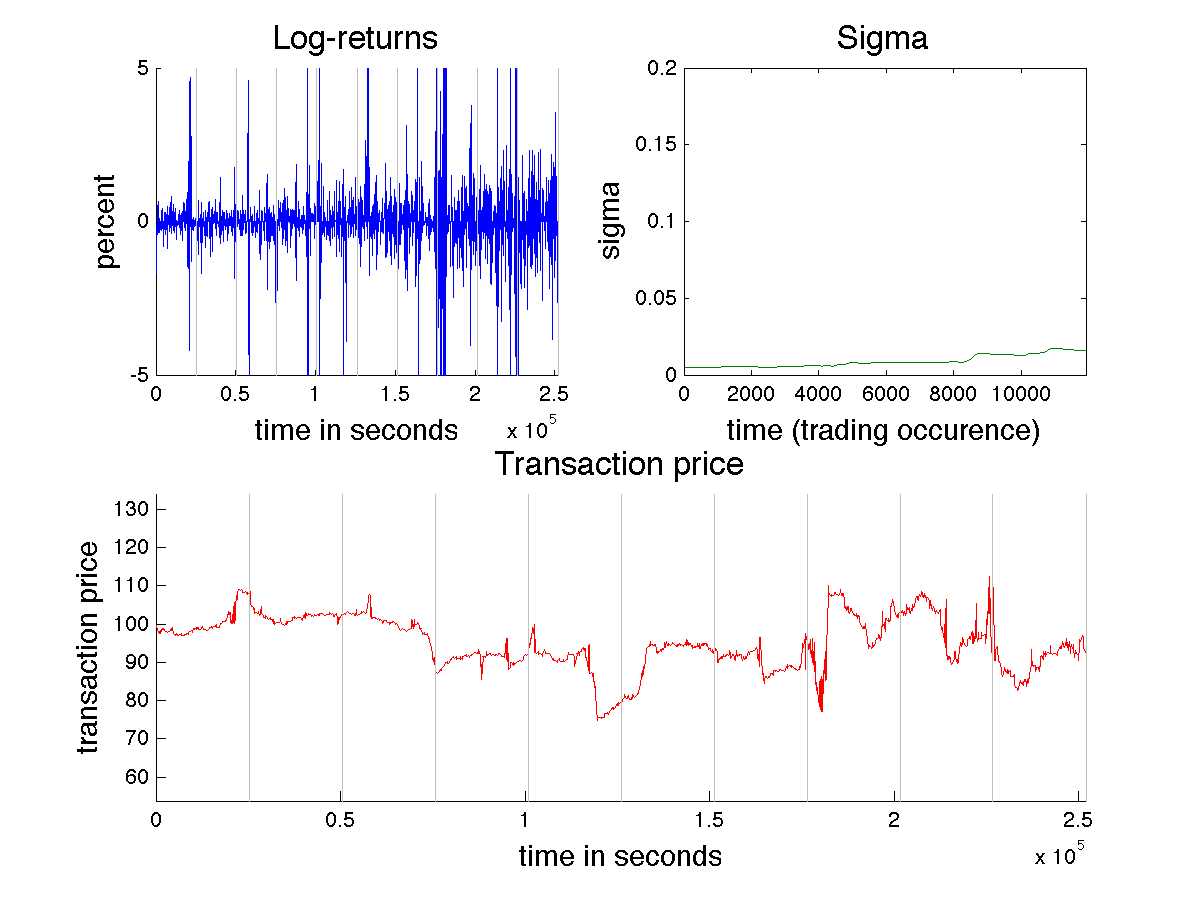 Log-returns
5
0
-5
percent
0 0.5 1 1.5 2 2.5
x 10^5
time in seconds
Sigma
0.2
0.15
0.1
0.05
0
sigma
0 2000 4000 6000 8000 10000
time (trading occurence)
Transaction price
130
120
110
100
90
80
70
60
transaction price
0 0.5 1 1.5 2 2.5
x 10^5
time in seconds